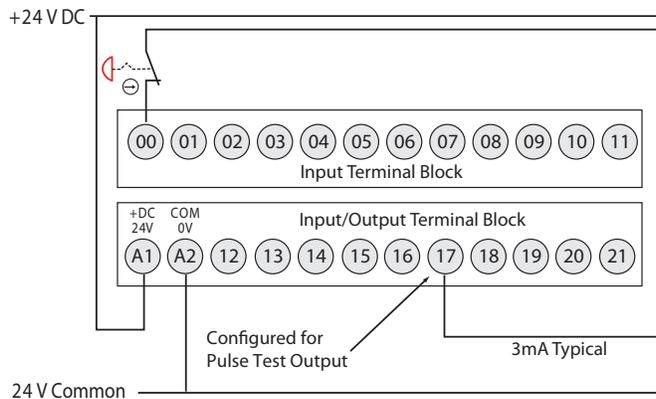 +24 V DC
00 01 02 03 04 05 06 07 08 09 10 11
Input Terminal Block
+DC COM
24V 0V
Input/Output Terminal Block
A1 A2 12 13 14 15 16 17 18 19 20 21
Configured for
Pulse Test Output
3mA Typical
24 V Common